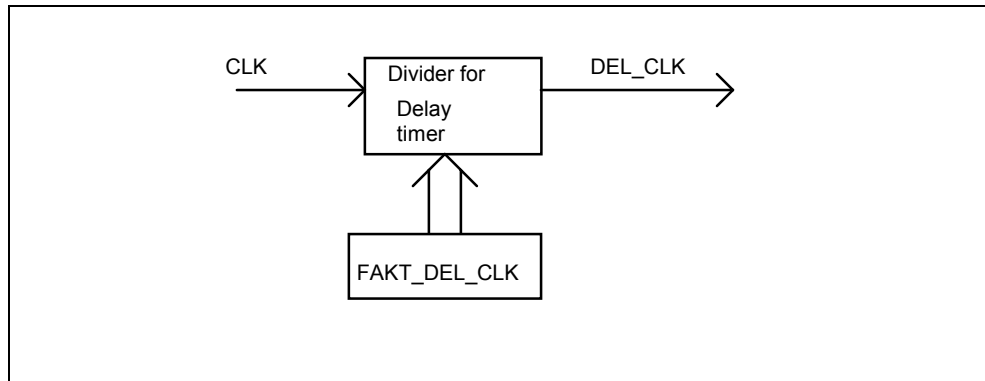 CLK
Divider for
Delay
timer
DEL_CLK
FAKT_DEL_CLK